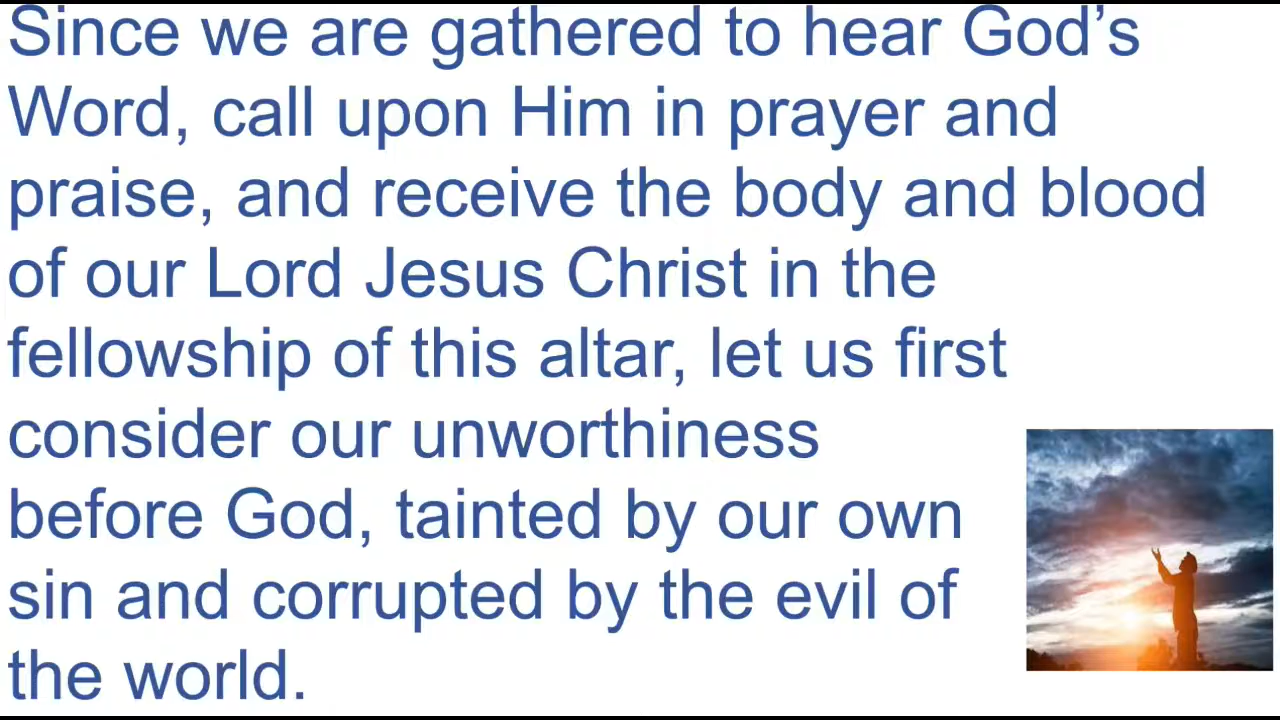 Since we are gathered to hear God’s
Word, call upon Him in prayer and
praise, and receive the body and blood
of our Lord Jesus Christ in the
fellowship of this altar, let us first
consider our unworthiness
before God, tainted by our own
sin and corrupted by the evil of
the world.